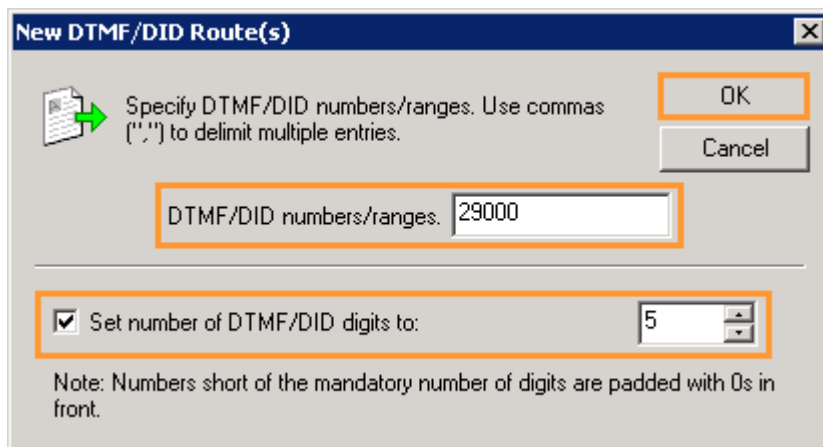 New DTMF/DID Route(s)
Specify DTMF/DID numbers/ranges. Use commas
(",") to delimit multiple entries.
OK
Cancel
DTMF/DID numbers/ranges. 29000
Set number of DTMF/DID digits to: 5
Note: Numbers short of the mandatory number of digits are padded with 0s in
front.